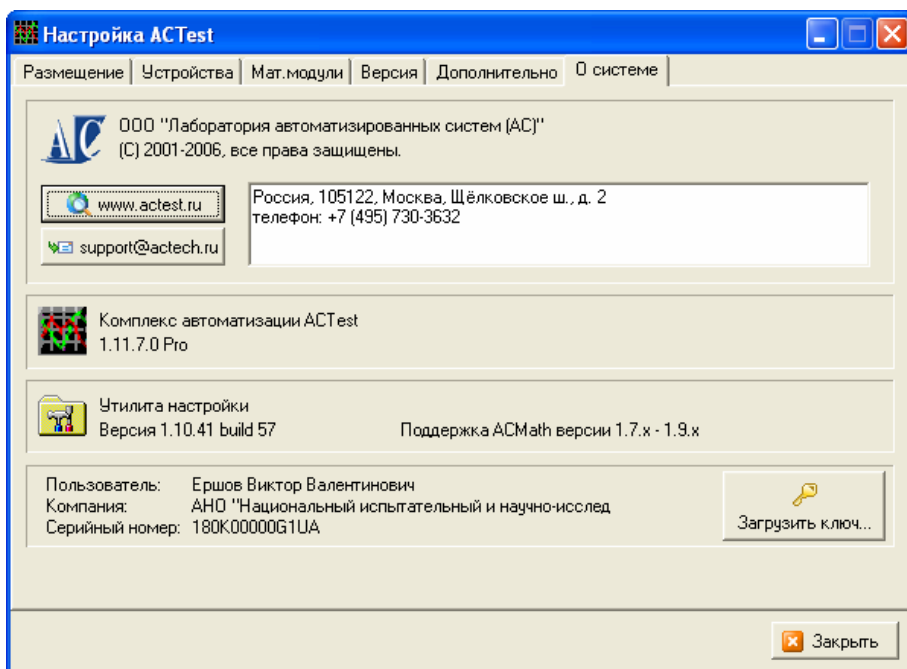 Настройка ACTest
Размещение Устройства Мат.модули Версия Дополнительно О системе
АС ООО "Лаборатория автоматизированных систем (АС)"
(С) 2001-2006, все права защищены.
www.actest.ru
support@actech.ru
Россия, 105122, Москва, Щёлковское ш., д. 2
телефон: +7 (495) 730-3632
Комплекс автоматизации ACTest
1.11.7.0 Pro
Утилита настройки
Версия 1.10.41 build 57 Поддержка ACMath версии 1.7.x - 1.9.x
Пользователь: Ершов Виктор Валентинович
Компания: АНО "Национальный испытательный и научно-исслед
Серийный номер: 180K00000G1UA
Загрузить ключ...
Закрыть